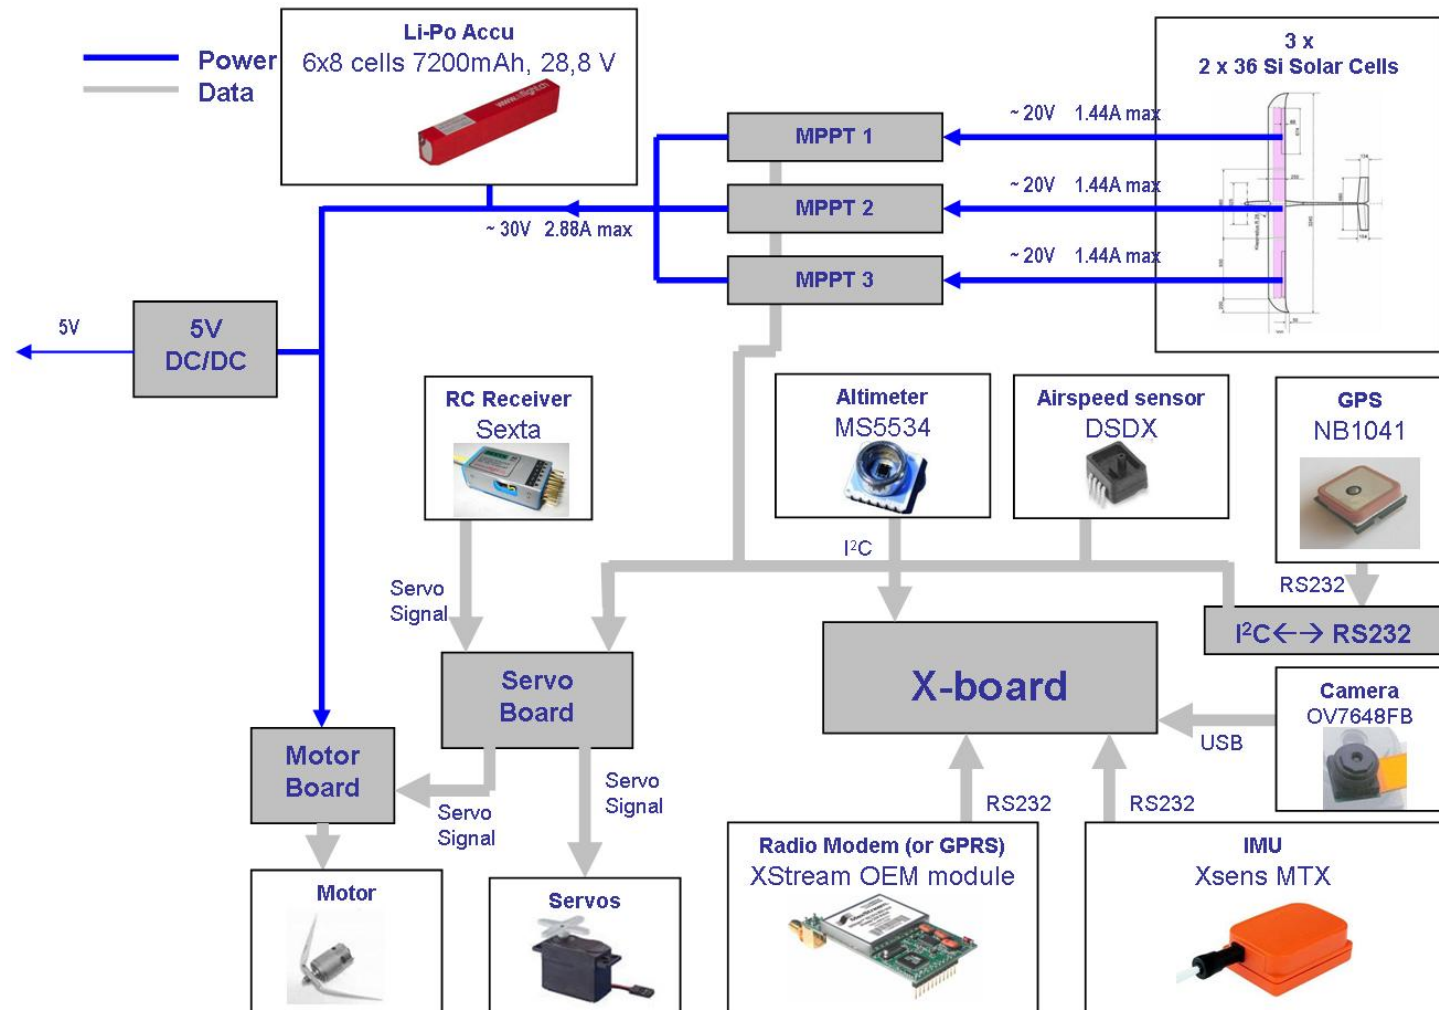 Li-Po Accu
6x8 cells 7200mAh, 28,8 V
Power
Data
3 x
2 x 36 Si Solar Cells
MPPT 1
~ 20V 1.44A max
MPPT 2
~ 20V 1.44A max
~ 30V 2.88A max
MPPT 3
~ 20V 1.44A max
5V
5V
DC/DC
RC Receiver
Sexta
Altimeter
MS5534
Airspeed sensor
DSDX
GPS
NB1041
I²C
RS232
Servo
Signal
I²C←→ RS232
Servo
Board
X-board
Camera
OV7648FB
USB
Motor
Board
Servo
Signal
Servo
Signal
RS232
RS232
Motor
Servos
Radio Modem (or GPRS)
XStream OEM module
IMU
Xsens MTX